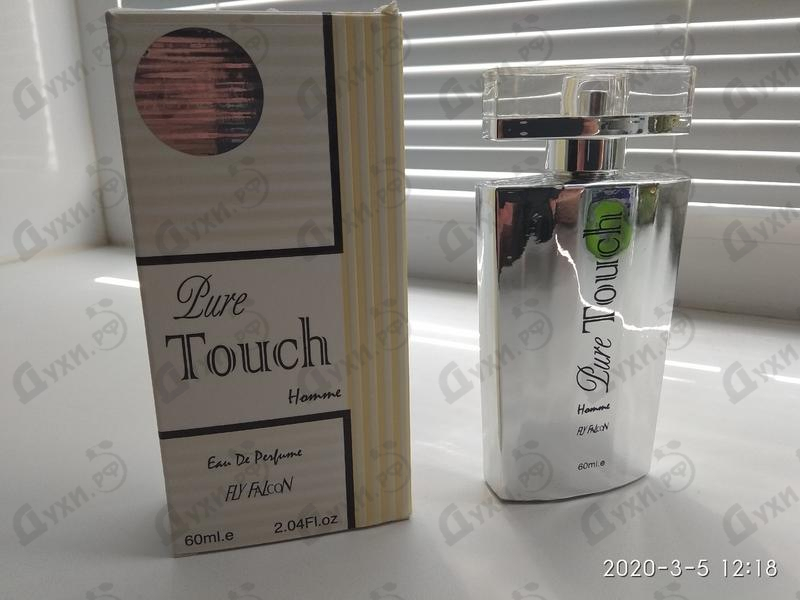 Pure
Touch
Homme
Eau De Perfume
FLY FALCON
60ml.e
2.04Fl.oz
Pure Touch
Homme
FLY FALCON
60ml.e
2020-3-5 12:18
Духи.РФ